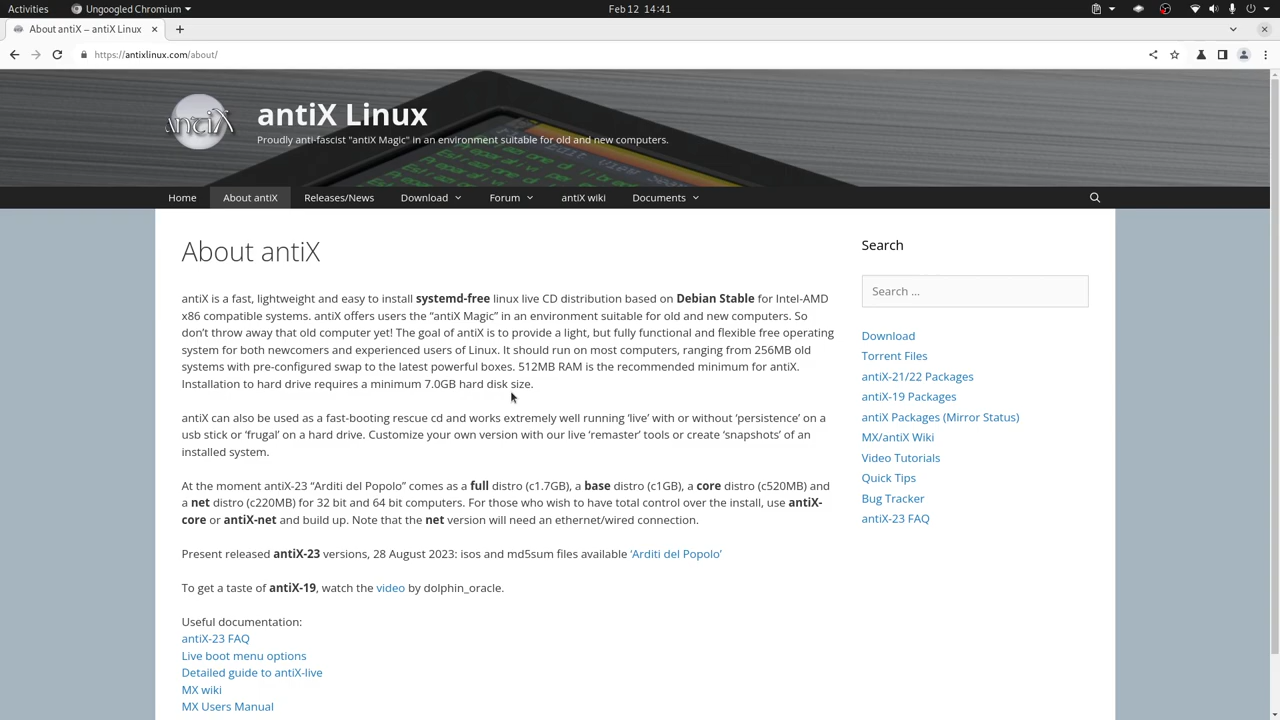 Activities
Ungoogled Chromium
Feb 12 14:41
About antiX – antiX Linux
https://antixlinux.com/about/
antiX
antiX Linux
Proudly anti-fascist "antiX Magic" in an environment suitable for old and new computers.
Home About antiX Releases/News Download Forum antiX wiki Documents
About antiX
antiX is a fast, lightweight and easy to install systemd-free linux live CD distribution based on Debian Stable for Intel-AMD
x86 compatible systems. antiX offers users the “antiX Magic” in an environment suitable for old and new computers. So
don’t throw away that old computer yet! The goal of antiX is to provide a light, but fully functional and flexible free operating
system for both newcomers and experienced users of Linux. It should run on most computers, ranging from 256MB old
systems with pre-configured swap to the latest powerful boxes. 512MB RAM is the recommended minimum for antiX.
Installation to hard drive requires a minimum 7.0GB hard disk size.
antiX can also be used as a fast-booting rescue cd and works extremely well running ‘live’ with or without ‘persistence’ on a
usb stick or ‘frugal’ on a hard drive. Customize your own version with our live ‘remaster’ tools or create ‘snapshots’ of an
installed system.
At the moment antiX-23 “Arditi del Popolo” comes as a full distro (c1.7GB), a base distro (c1GB), a core distro (c520MB) and
a net distro (c220MB) for 32 bit and 64 bit computers. For those who wish to have total control over the install, use antiX-
core or antiX-net and build up. Note that the net version will need an ethernet/wired connection.
Present released antiX-23 versions, 28 August 2023: isos and md5sum files available ‘Arditi del Popolo’
To get a taste of antiX-19, watch the video by dolphin_oracle.
Useful documentation:
antiX-23 FAQ
Live boot menu options
Detailed guide to antiX-live
MX wiki
MX Users Manual
Search
Search ...
Download
Torrent Files
antiX-21/22 Packages
antiX-19 Packages
antiX Packages (Mirror Status)
MX/antiX Wiki
Video Tutorials
Quick Tips
Bug Tracker
antiX-23 FAQ